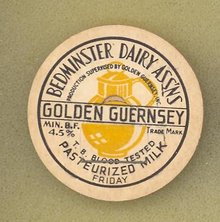 BEDMINSTER DAIRY ASS'NS
PRODUCTION SUPERVISED BY GOLDEN GUERNSEY INC.
GOLDEN GUERNSEY
MIN. B.F.
4.5%
TRADE MARK
T. B. BLOOD TESTED
PASTEURIZED MILK
FRIDAY